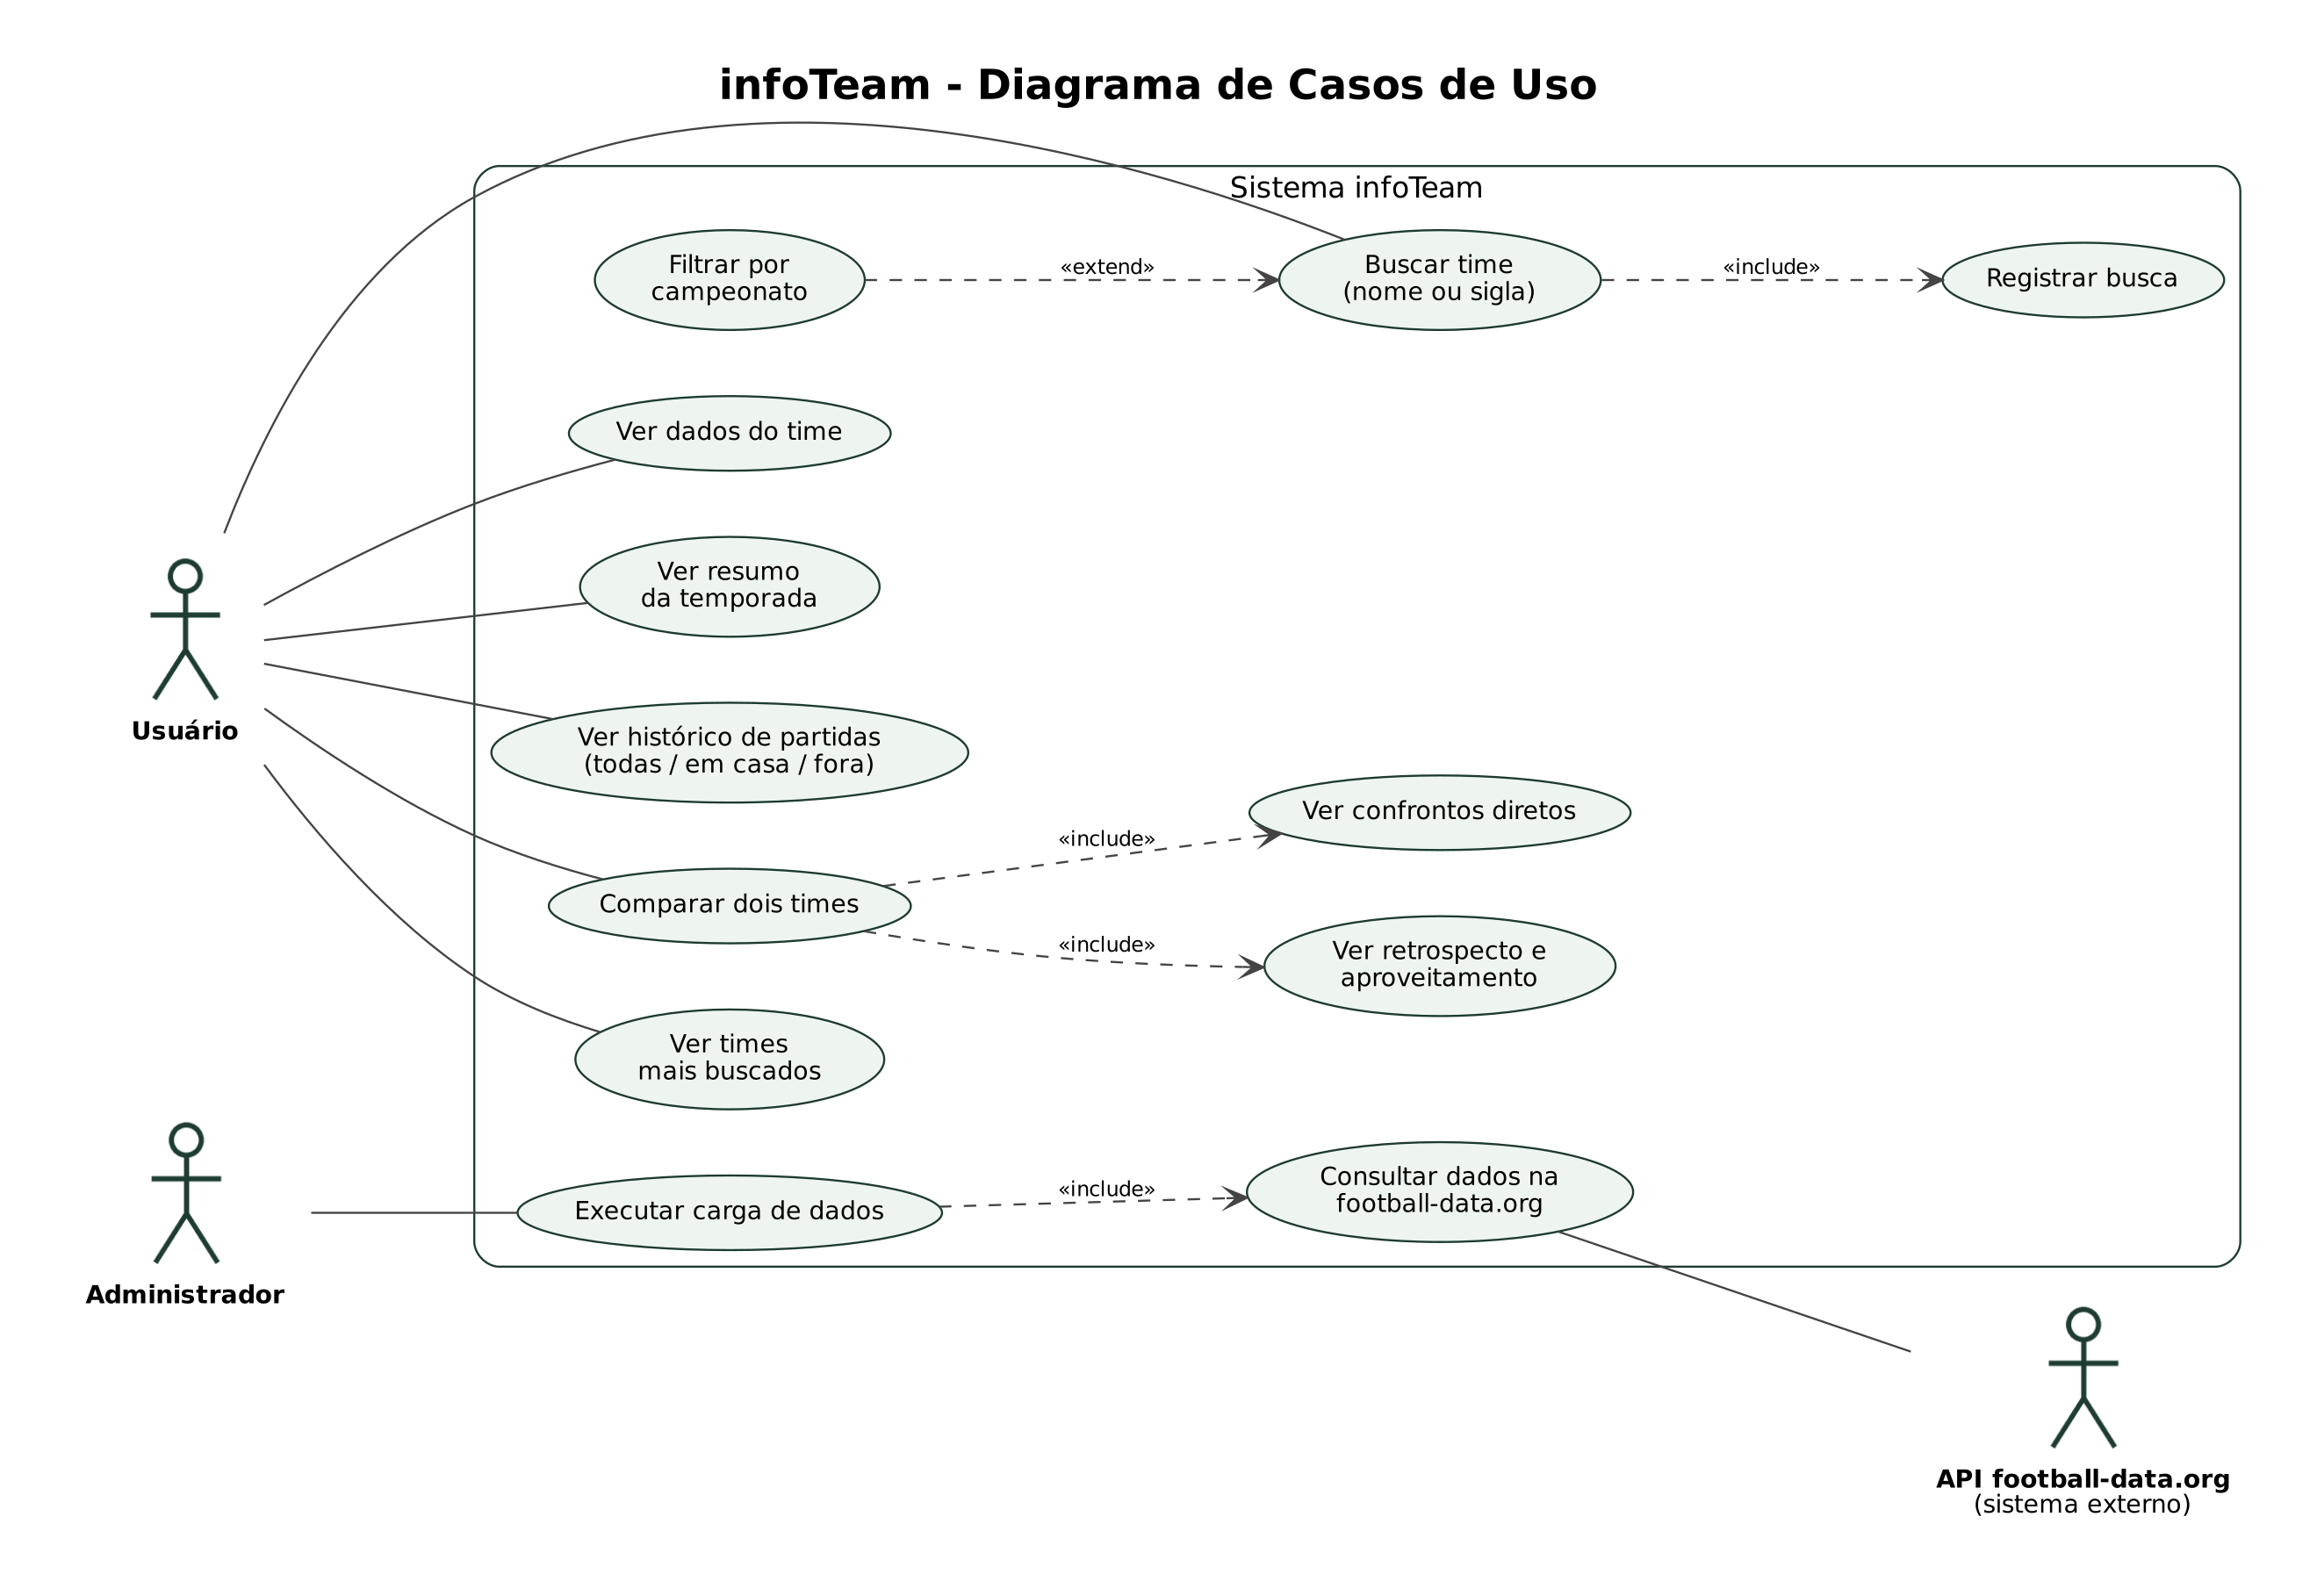 infoTeam - Diagrama de Casos de Uso
Sistema infoTeam
Filtrar por
campeonato
«extend»
Buscar time
(nome ou sigla)
«include»
Registrar busca
Ver dados do time
Ver resumo
da temporada
Usuário
Ver histórico de partidas
(todas / em casa / fora)
Ver confrontos diretos
«include»
Comparar dois times
«include»
Ver retrospecto e
aproveitamento
Ver times
mais buscados
Administrador
Executar carga de dados
«include»
Consultar dados na
football-data.org
API football-data.org
(sistema externo)